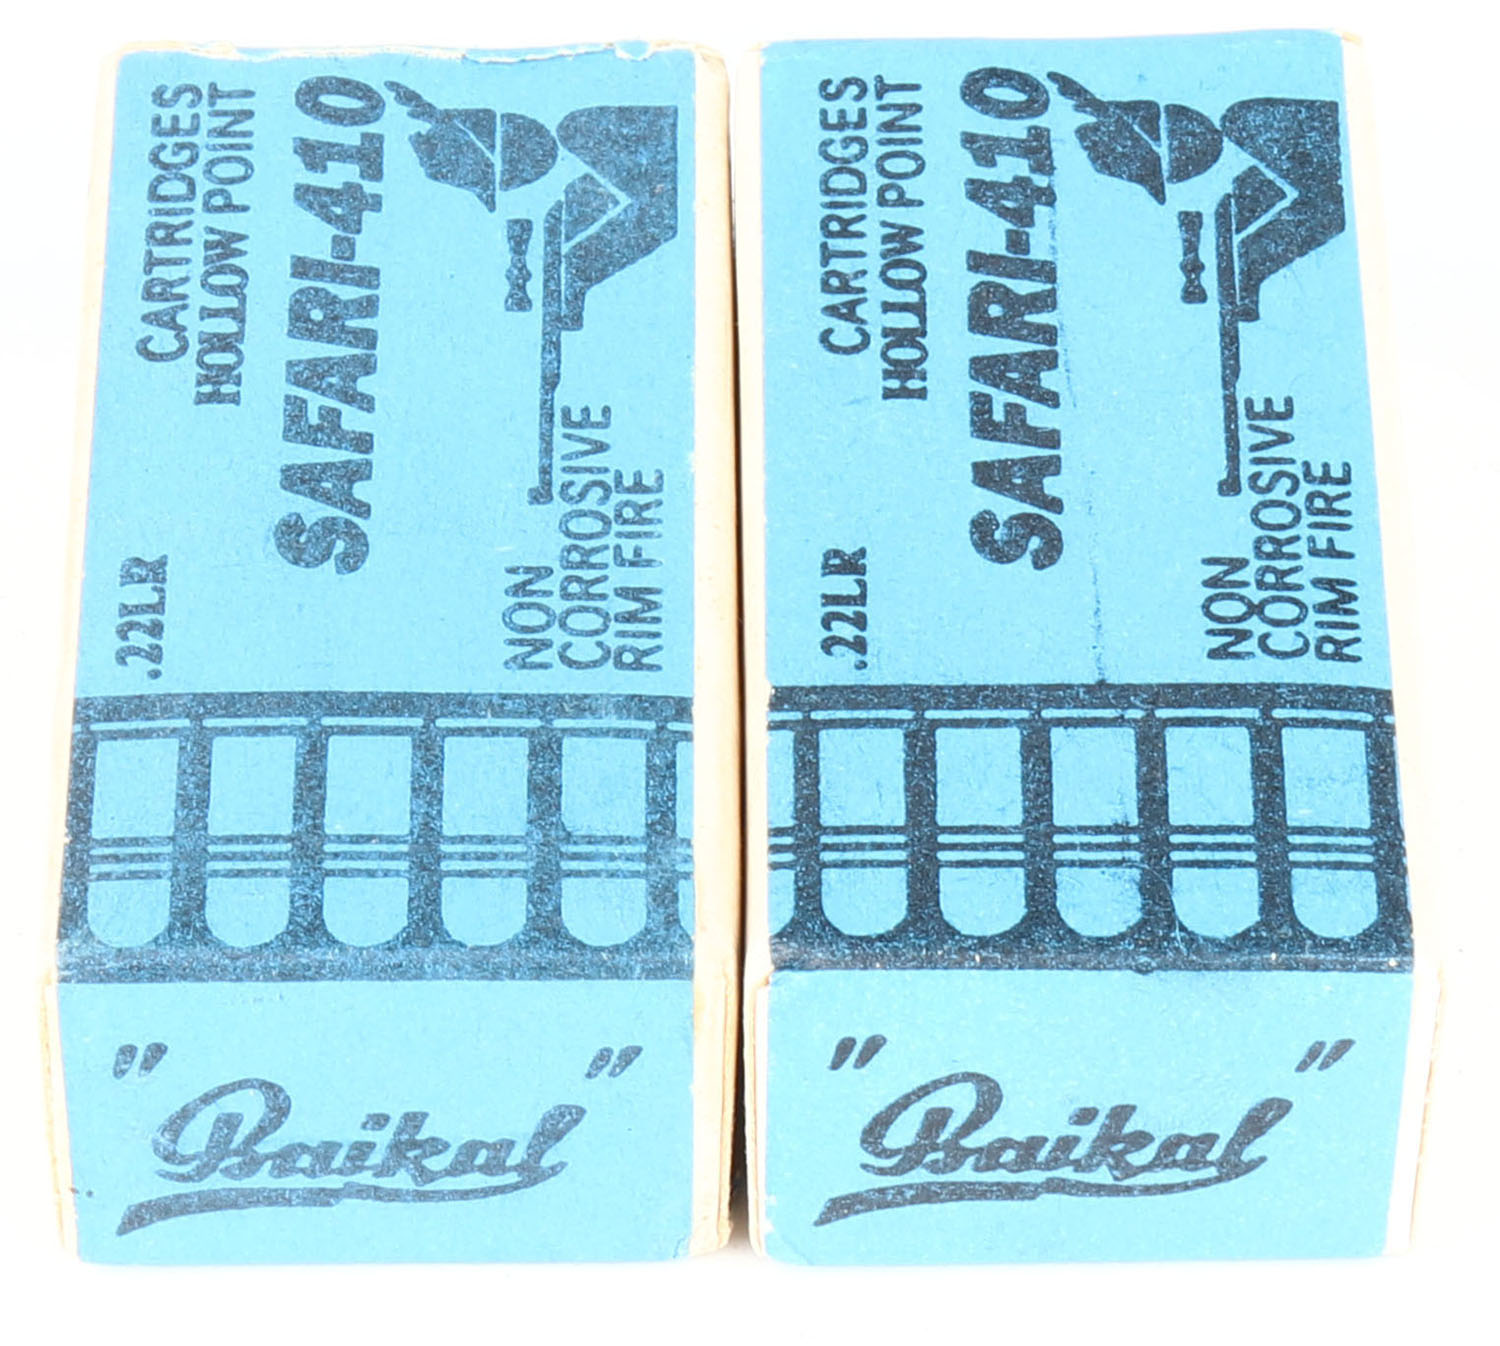 .22LR
CARTRIDGES
HOLLOW POINT
SAFARI-410
NON
CORROSIVE
RIM FIRE
"Baikal"
.22LR
CARTRIDGES
HOLLOW POINT
SAFARI-410
NON
CORROSIVE
RIM FIRE
"Baikal"